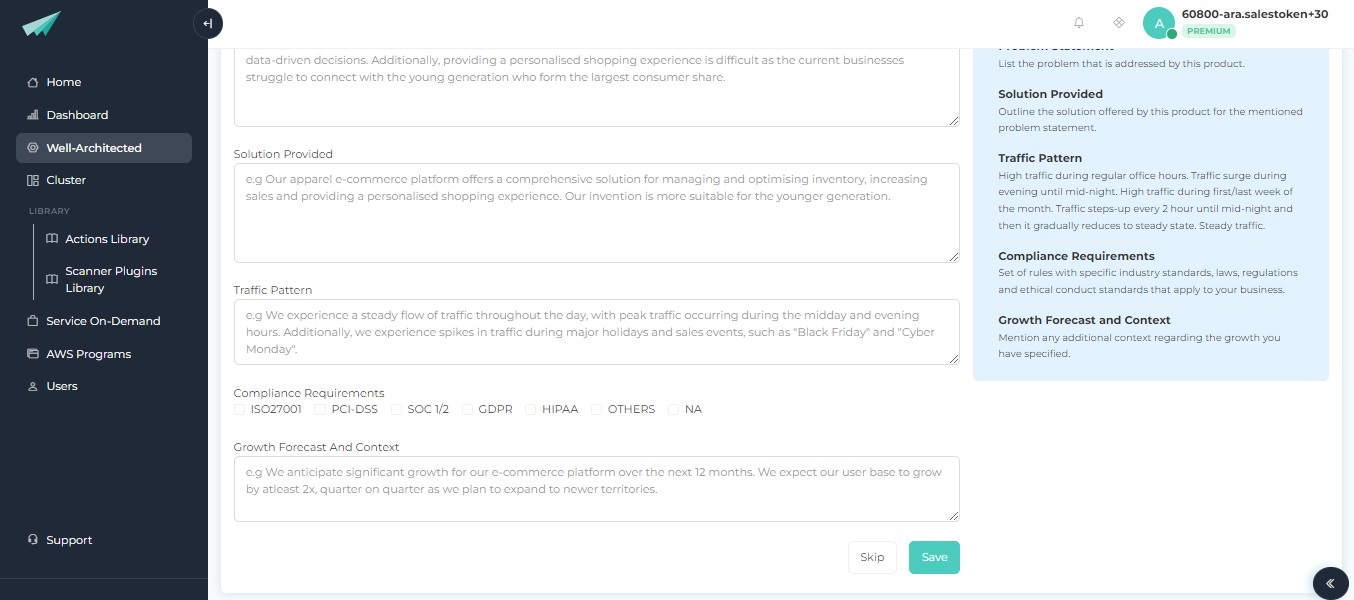 60800-ara.salestoken+30
A
PREMIUM
Home
Dashboard
Well-Architected
Cluster
LIBRARY
Actions Library
Scanner Plugins
Library
Service On-Demand
AWS Programs
Users
Support
data-driven decisions. Additionally, providing a personalised shopping experience is difficult as the current businesses
struggle to connect with the young generation who form the largest consumer share.
Solution Provided
e.g Our apparel e-commerce platform offers a comprehensive solution for managing and optimising inventory, increasing
sales and providing a personalised shopping experience. Our invention is more suitable for the younger generation.
Traffic Pattern
e.g We experience a steady flow of traffic throughout the day, with peak traffic occurring during the midday and evening
hours. Additionally, we experience spikes in traffic during major holidays and sales events, such as "Black Friday" and "Cyber
Monday".
Compliance Requirements
ISO27001 PCI-DSS SOC 1/2 GDPR HIPAA OTHERS NA
Growth Forecast And Context
e.g We anticipate significant growth for our e-commerce platform over the next 12 months. We expect our user base to grow
by atleast 2x, quarter on quarter as we plan to expand to newer territories.
Skip
Save
Problem Statement
List the problem that is addressed by this product.
Solution Provided
Outline the solution offered by this product for the mentioned
problem statement.
Traffic Pattern
High traffic during regular office hours. Traffic surge during
evening until mid-night. High traffic during first/last week of
the month. Traffic steps-up every 2 hour until mid-night and
then it gradually reduces to steady state. Steady traffic.
Compliance Requirements
Set of rules with specific industry standards, laws, regulations
and ethical conduct standards that apply to your business.
Growth Forecast and Context
Mention any additional context regarding the growth you
have specified.